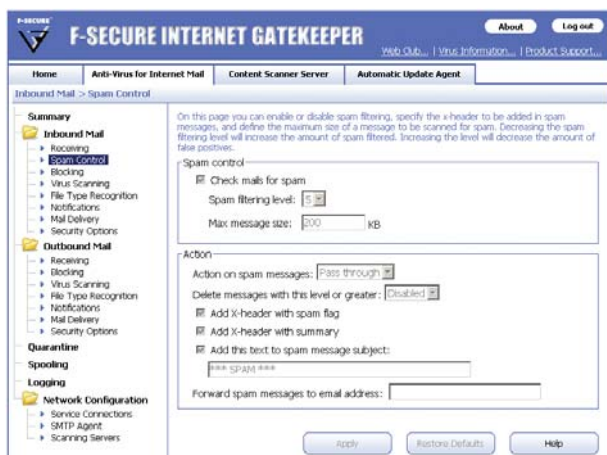 F-SECURE
F-SECURE INTERNET GATEKEEPER
About
Log out
Web Club... | Virus Information... | Product Support...
Home
Anti-Virus for Internet Mail
Content Scanner Server
Automatic Update Agent
Inbound Mail > Spam Control
Summary
Inbound Mail
Receiving
Spam Control
Blocking
Virus Scanning
File Type Recognition
Notifications
Mail Delivery
Security Options
Outbound Mail
Receiving
Blocking
Virus Scanning
File Type Recognition
Notifications
Mail Delivery
Security Options
Quarantine
Spooling
Logging
Network Configuration
Service Connections
SMTP Agent
Scanning Servers
On this page you can enable or disable spam filtering, specify the x-header to be added in spam
messages, and define the maximum size of a message to be scanned for spam. Decreasing the spam
filtering level will increase the amount of spam filtered. Increasing the level will decrease the amount of
false positives.
Spam control
Check mails for spam
Spam filtering level: 5
Max message size: 200 KB
Action
Action on spam messages: Pass through
Delete messages with this level or greater: Disabled
Add X-header with spam flag
Add X-header with summary
Add this text to spam message subject:
*** SPAM ***
Forward spam messages to email address:
Apply
Restore Defaults
Help